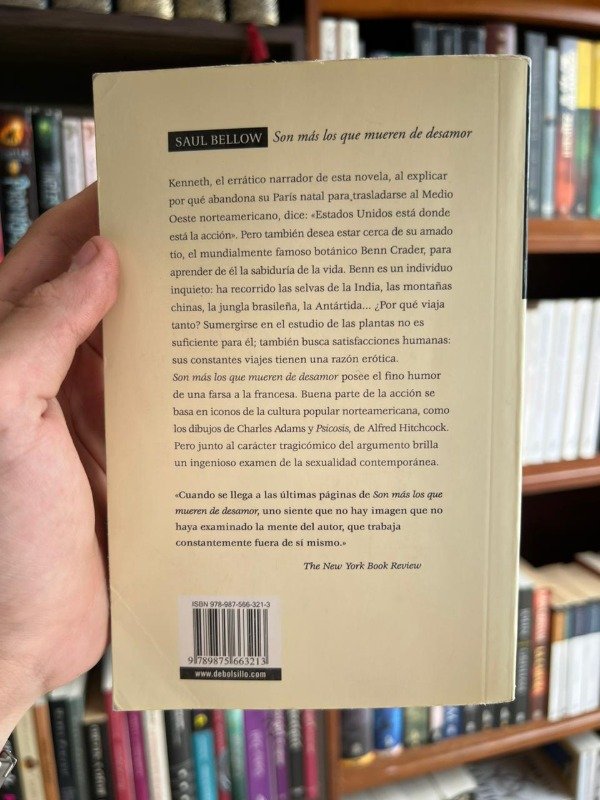 SAUL BELLOW Son más los que mueren de desamor
Kenneth, el errático narrador de esta novela, al explicar
por qué abandona su París natal para trasladarse al Medio
Oeste norteamericano, dice: «Estados Unidos está donde
está la acción». Pero también desea estar cerca de su amado
tío, el mundialmente famoso botánico Benn Crader, para
aprender de él la sabiduría de la vida. Benn es un individuo
inquieto: ha recorrido las selvas de la India, las montañas
chinas, la jungla brasileña, la Antártida... ¿Por qué viaja
tanto? Sumergirse en el estudio de las plantas no es
suficiente para él; también busca satisfacciones humanas:
sus constantes viajes tienen una razón erótica.
Son más los que mueren de desamor posee el fino humor
de una farsa a la francesa. Buena parte de la acción se
basa en iconos de la cultura popular norteamericana, como
los dibujos de Charles Adams y Psicosis, de Alfred Hitchcock.
Pero junto al carácter tragicómico del argumento brilla
un ingenioso examen de la sexualidad contemporánea.
«Cuando se llega a las últimas páginas de Son más los que
mueren de desamor, uno siente que no hay imagen que no
haya examinado la mente del autor, que trabaja
constantemente fuera de sí mismo.»
The New York Book Review
ISBN 978-987-566-321-3
9 789875 663213
www.debolsillo.com